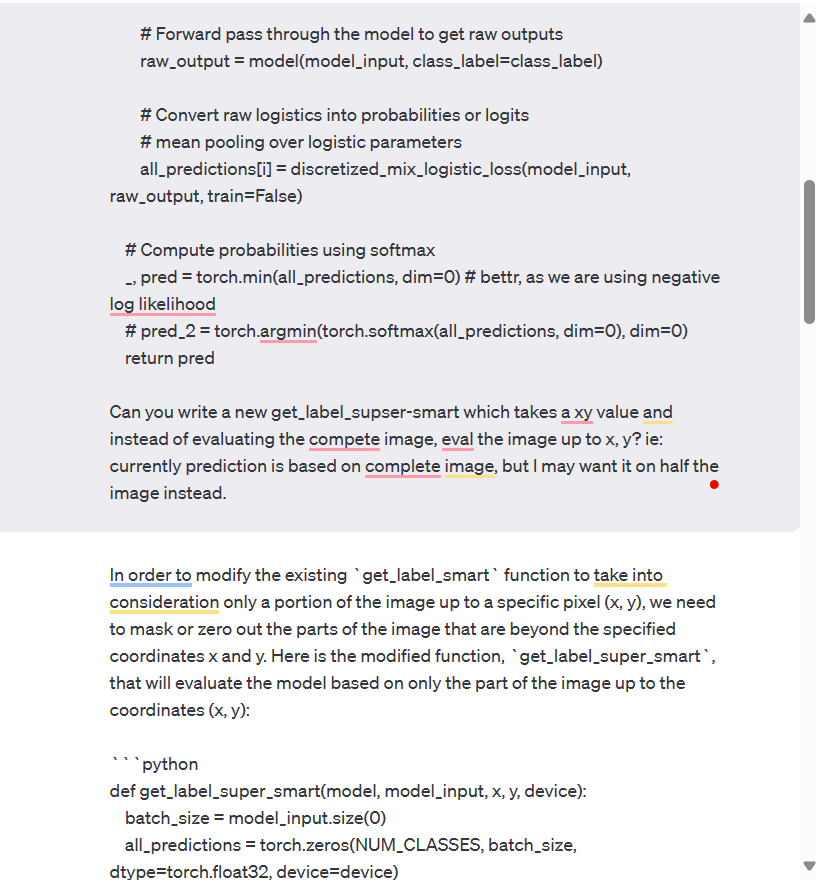 # Forward pass through the model to get raw outputs
raw_output = model(model_input, class_label=class_label)
# Convert raw logistics into probabilities or logits
# mean pooling over logistic parameters
all_predictions[i] = discretized_mix_logistic_loss(model_input,
raw_output, train=False)
# Compute probabilities using softmax
_, pred = torch.min(all_predictions, dim=0) # bettr, as we are using negative
log likelihood
# pred_2 = torch.argmin(torch.softmax(all_predictions, dim=0), dim=0)
return pred
Can you write a new get_label_supser-smart which takes a xy value and
instead of evaluating the compete image, eval the image up to x, y? ie:
currently prediction is based on complete image, but I may want it on half the
image instead.
In order to modify the existing `get_label_smart` function to take into
consideration only a portion of the image up to a specific pixel (x, y), we need
to mask or zero out the parts of the image that are beyond the specified
coordinates x and y. Here is the modified function, `get_label_super_smart`,
that will evaluate the model based on only the part of the image up to the
coordinates (x, y):
```python
def get_label_super_smart(model, model_input, x, y, device):
batch_size = model_input.size(0)
all_predictions = torch.zeros(NUM_CLASSES, batch_size,
dtype=torch.float32, device=device)